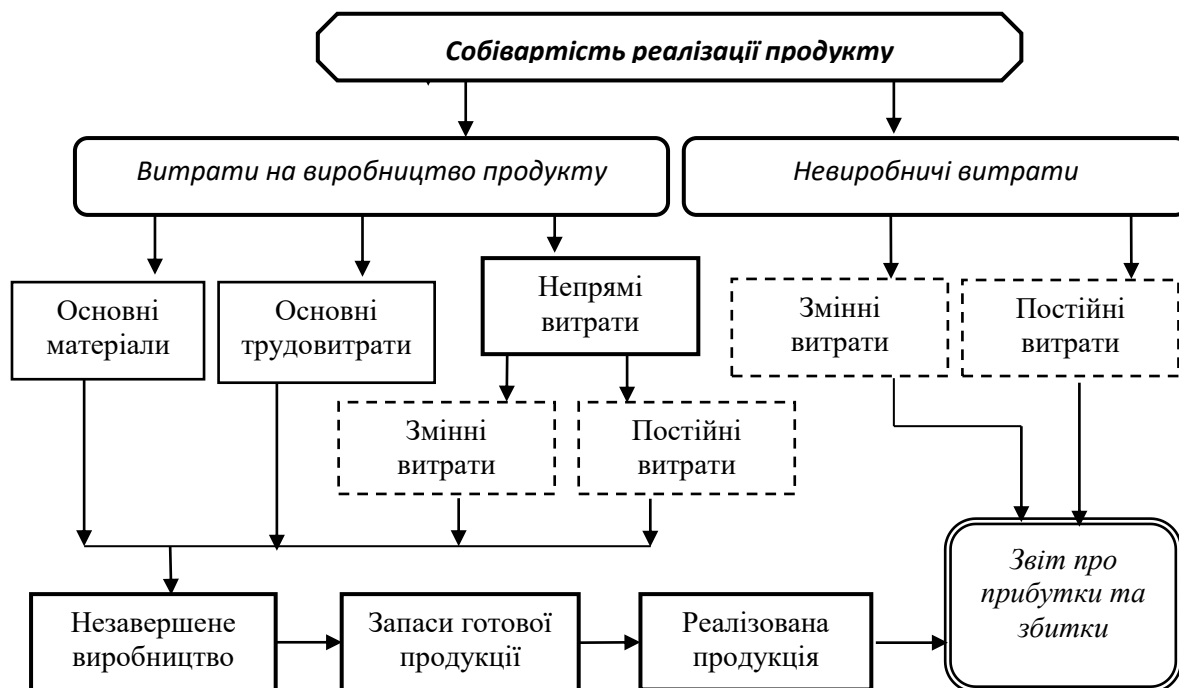 Собівартість реалізації продукту
Витрати на виробництво продукту
Невиробничі витрати
Основні
матеріали
Основні
трудовитрати
Непрямі
витрати
Змінні
витрати
Постійні
витрати
Змінні
витрати
Постійні
витрати
Незавершене
виробництво
Запаси готової
продукції
Реалізована
продукція
Звіт про
прибутки та
збитки